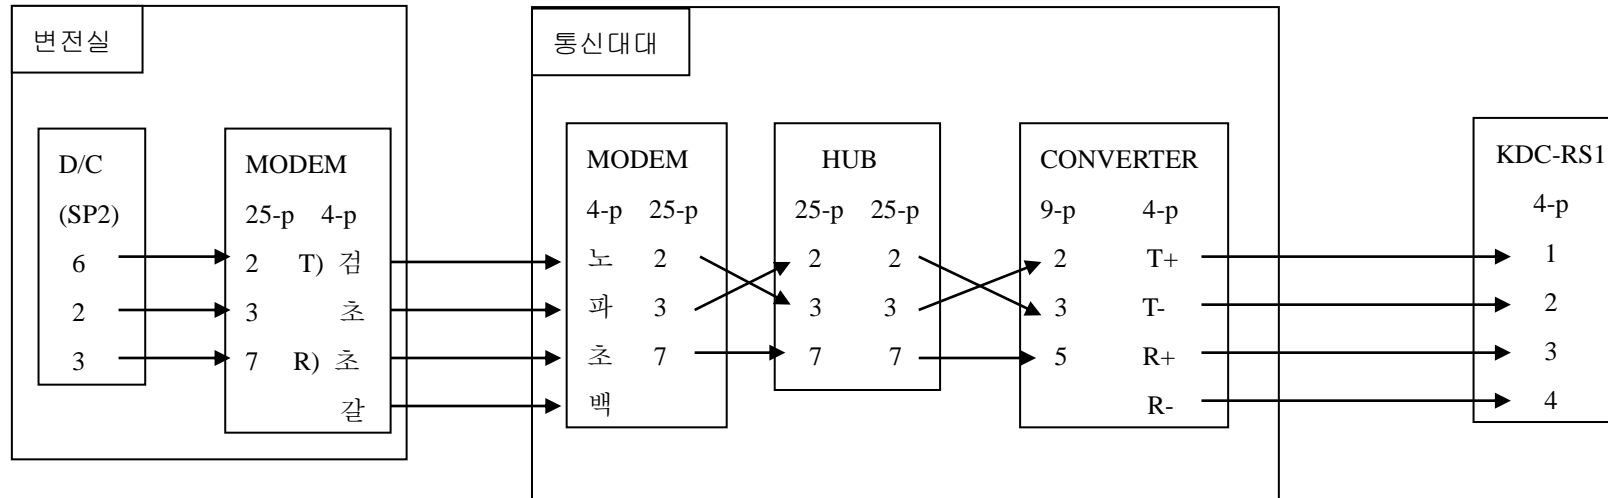 변전실
통신대대
D/C
(SP2)
6
2
3
MODEM
25-p 4-p
2 T) 검
3 초
7 R) 초
갈
MODEM
4-p 25-p
노 2
파 3
초 7
백
HUB
25-p 25-p
2 2
3 3
7 7
CONVERTER
9-p 4-p
2 T+
3 T-
5 R+
R-
KDC-RS1
4-p
1
2
3
4